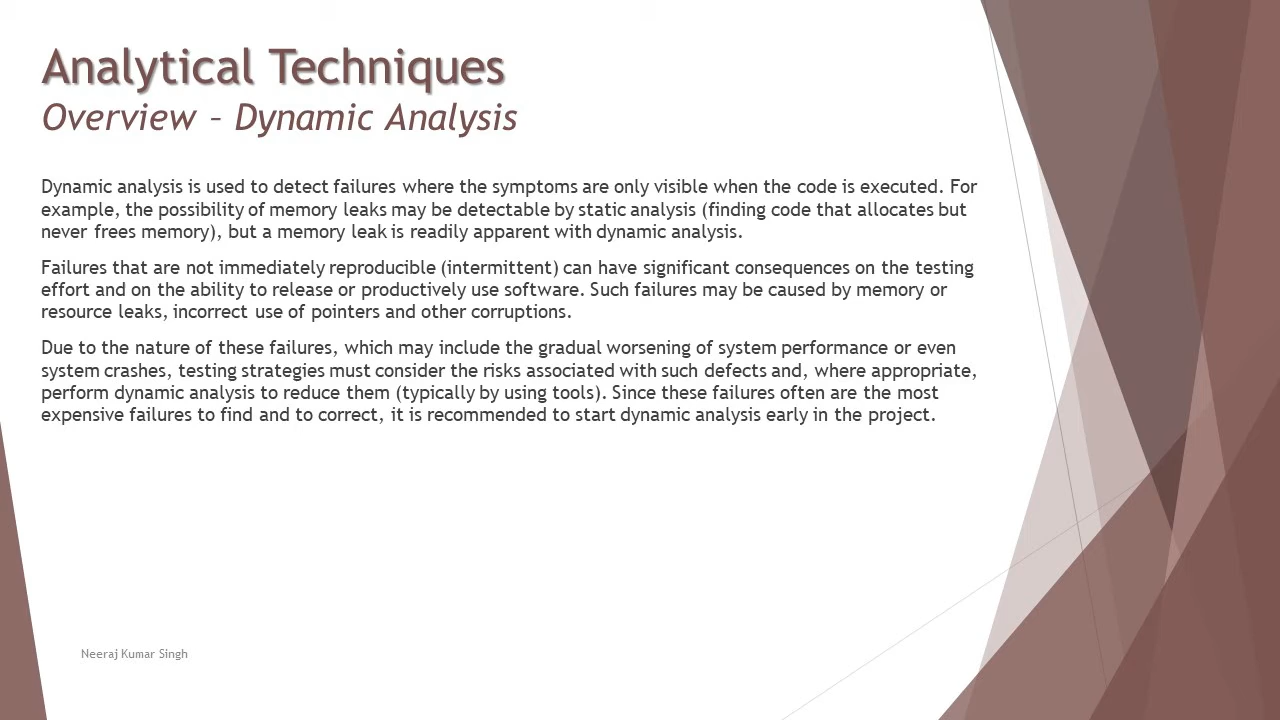 Analytical Techniques
Overview – Dynamic Analysis
Dynamic analysis is used to detect failures where the symptoms are only visible when the code is executed. For
example, the possibility of memory leaks may be detectable by static analysis (finding code that allocates but
never frees memory), but a memory leak is readily apparent with dynamic analysis.
Failures that are not immediately reproducible (intermittent) can have significant consequences on the testing
effort and on the ability to release or productively use software. Such failures may be caused by memory or
resource leaks, incorrect use of pointers and other corruptions.
Due to the nature of these failures, which may include the gradual worsening of system performance or even
system crashes, testing strategies must consider the risks associated with such defects and, where appropriate,
perform dynamic analysis to reduce them (typically by using tools). Since these failures often are the most
expensive failures to find and to correct, it is recommended to start dynamic analysis early in the project.
Neeraj Kumar Singh